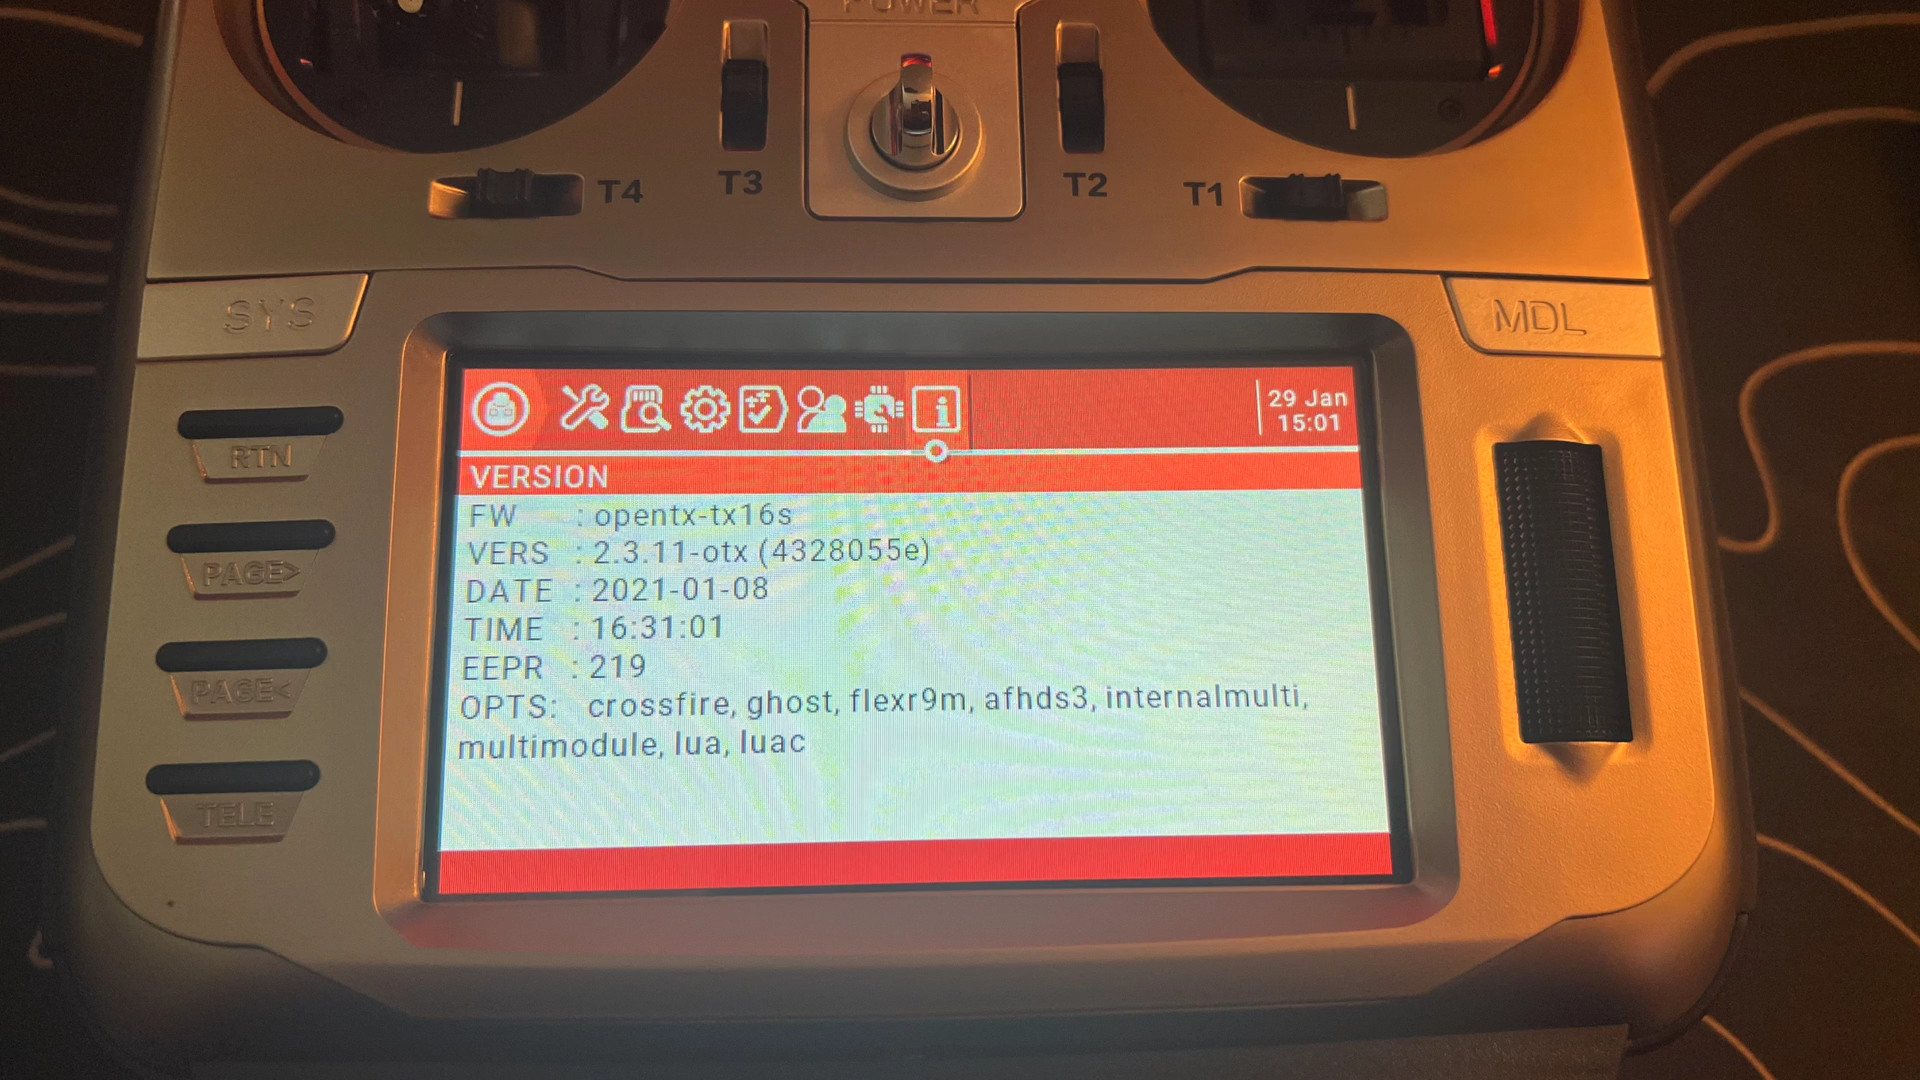 POWER
T4
T3
T2
T1
SYS
MDL
29 Jan
15:01
RTN
PAGE>
PAGE<
TELE
VERSION
FW : opentx-tx16s
VERS : 2.3.11-otx (4328055e)
DATE : 2021-01-08
TIME : 16:31:01
EEPR : 219
OPTS: crossfire, ghost, flexr9m, afhds3, internalmulti,
multimodule, lua, luac